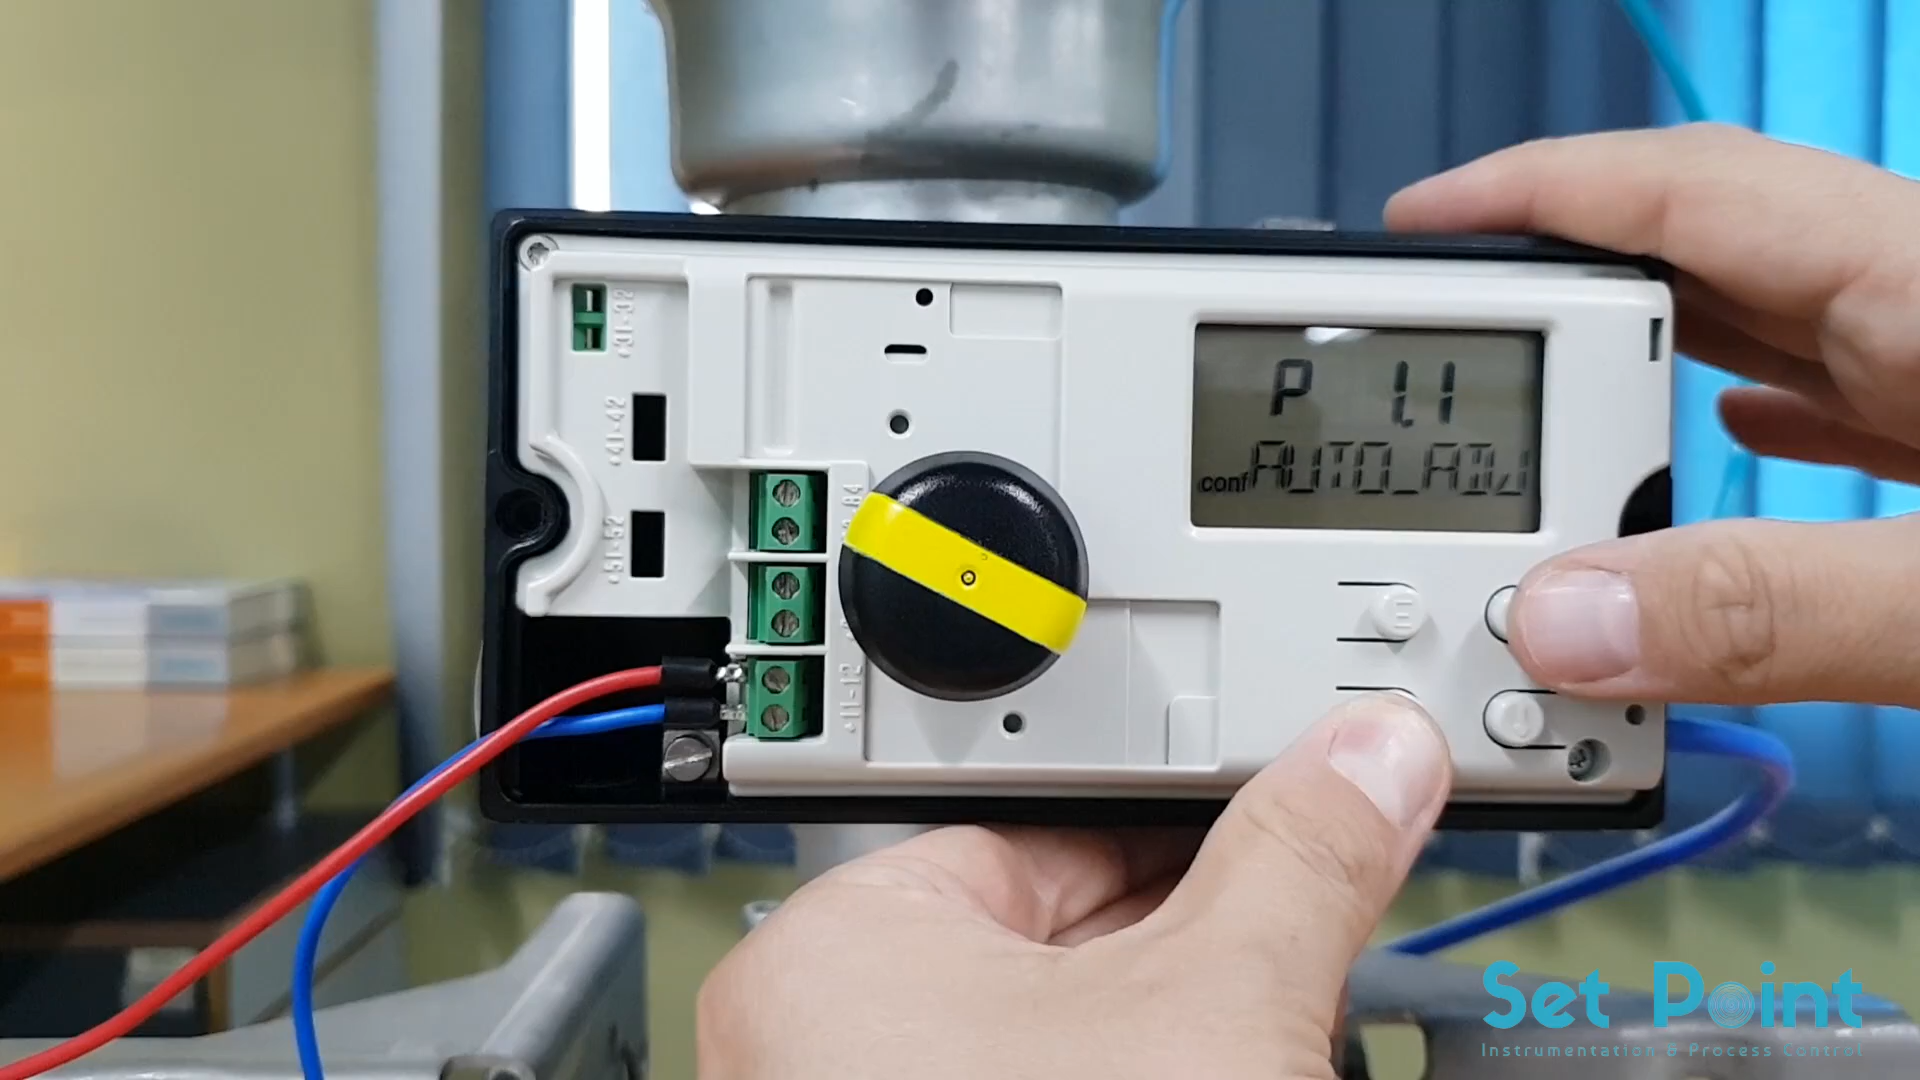 +31-32
+41-42
+51-52
+11-12
P 1.1
conf AUTO_ADJ
Set Point
Instrumentation & Process Control